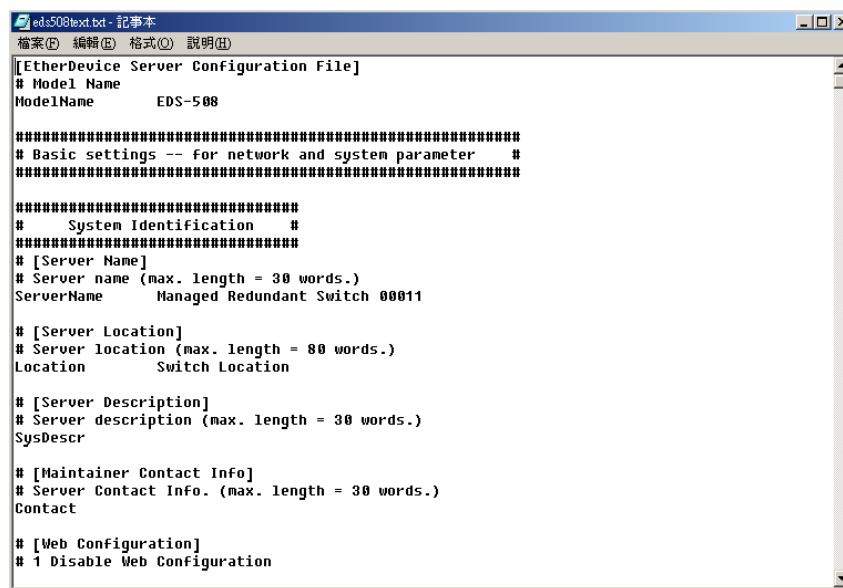 eds508text.txt - 記事本
檔案(F) 編輯(E) 格式(O) 說明(H)
[EtherDevice Server Configuration File]
# Model Name
ModelName EDS-508
#########################################################
# Basic settings -- for network and system parameter #
#########################################################
################################
# System Identification #
################################
# [Server Name]
# Server name (max. length = 30 words.)
ServerName Managed Redundant Switch 00011
# [Server Location]
# Server location (max. length = 80 words.)
Location Switch Location
# [Server Description]
# Server description (max. length = 30 words.)
SysDescr
# [Maintainer Contact Info]
# Server Contact Info. (max. length = 30 words.)
Contact
# [Web Configuration]
# 1 Disable Web Configuration